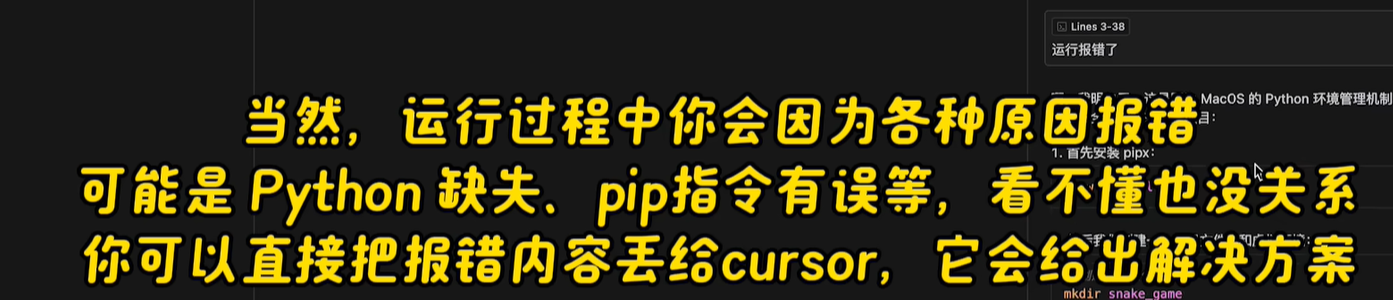 Lines 3-38
运行报错了
MacOS 的 Python 环境管理机制
目：
1. 首先安装 pipx：
当然，运行过程中你会因为各种原因报错
可能是 Python 缺失、pip指令有误等，看不懂也没关系
你可以直接把报错内容丢给cursor，它会给出解决方案
mkdir snake_game